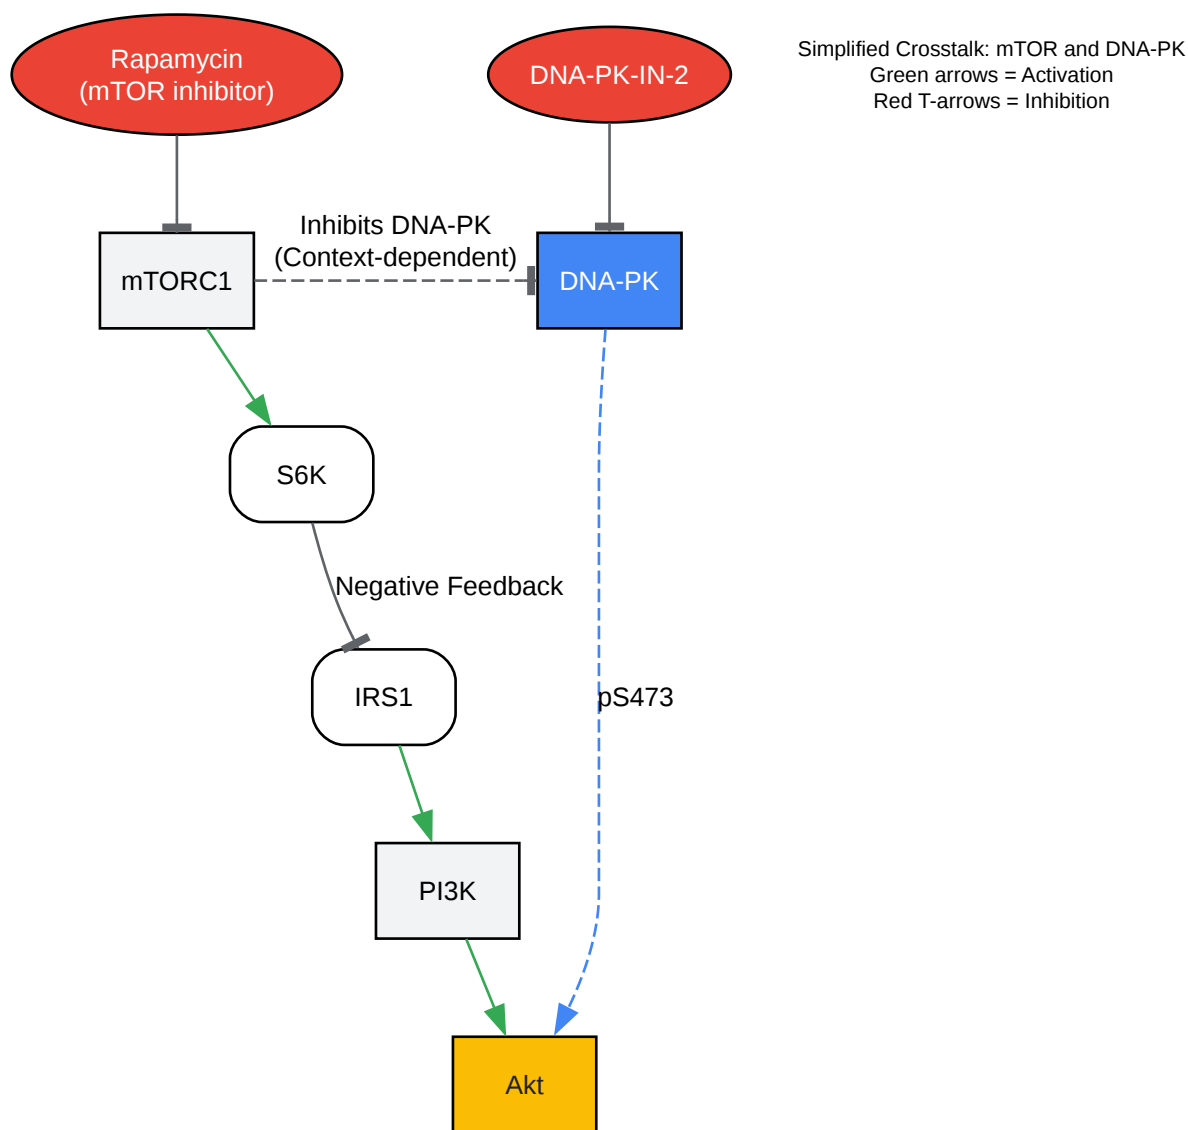 Rapamycin
(mTOR inhibitor)
DNA-PK-IN-2
Simplified Crosstalk: mTOR and DNA-PK
Green arrows = Activation
Red T-arrows = Inhibition
Inhibits DNA-PK
(Context-dependent)
mTORC1
DNA-PK
S6K
Negative Feedback
IRS1
pS473
PI3K
Akt